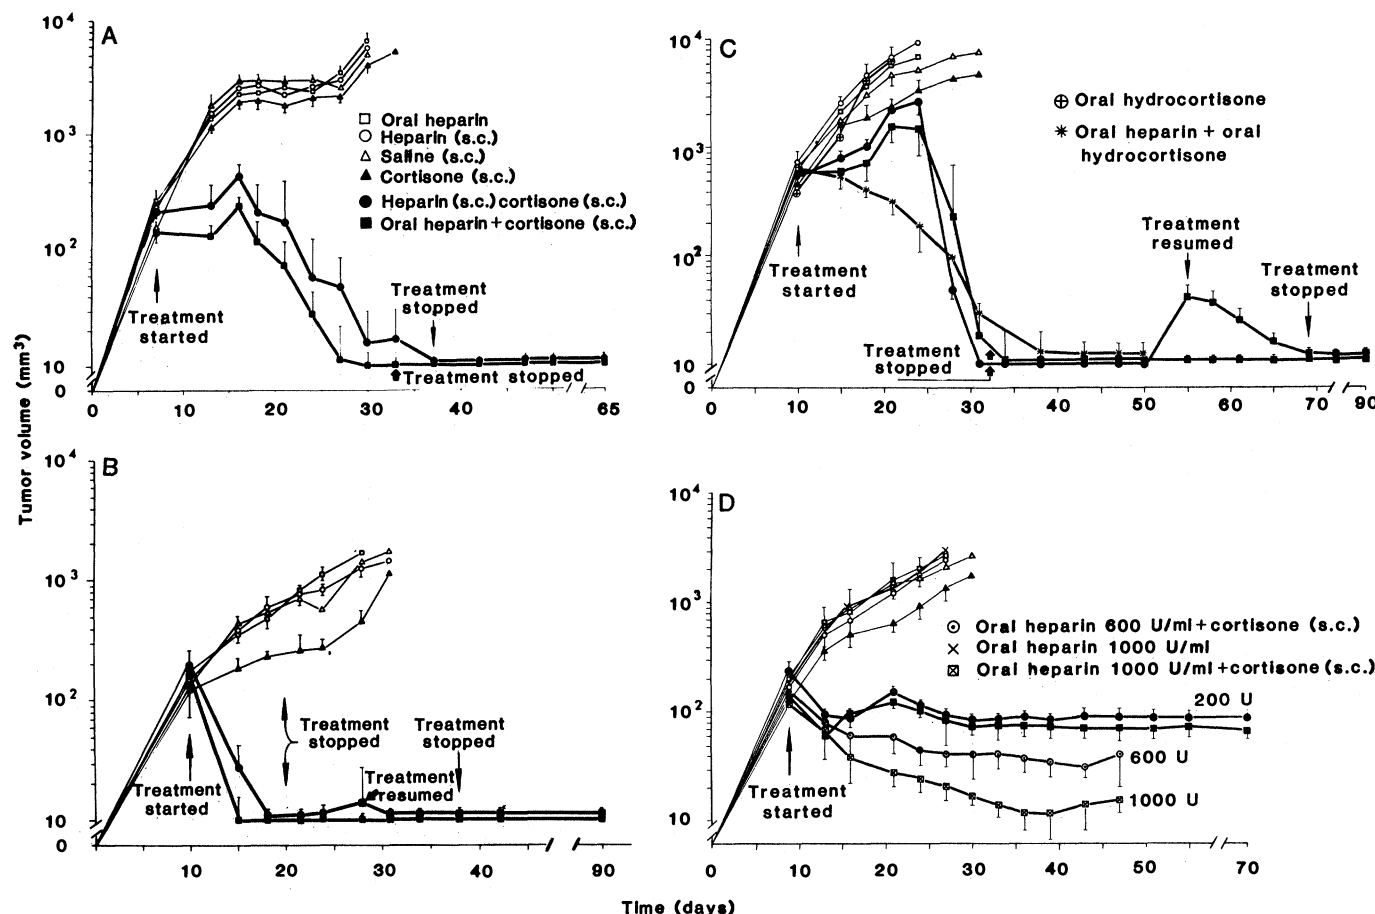 A
10⁴
10³
10²
10
0
Oral heparin
Heparin (s.c.)
Saline (s.c.)
Cortisone (s.c.)
Heparin (s.c.) cortisone (s.c.)
Oral heparin + cortisone (s.c.)
Treatment
started
Treatment
stopped
Treatment stopped
0 10 20 30 40 65
C
10⁴
10³
10²
10
0
Oral hydrocortisone
Oral heparin + oral
hydrocortisone
Treatment
started
Treatment
stopped
Treatment
resumed
Treatment
stopped
0 10 20 30 40 50 60 70 90
Tumor volume (mm³)
B
10⁴
10³
10²
10
0
Treatment
started
Treatment
stopped
Treatment
resumed
Treatment
stopped
0 10 20 30 40 90
D
10⁴
10³
10²
10
Oral heparin 600 U/ml + cortisone (s.c.)
Oral heparin 1000 U/ml
Oral heparin 1000 U/ml + cortisone (s.c.)
200 U
600 U
1000 U
Treatment
started
0 10 20 30 40 50 70
Time (days)